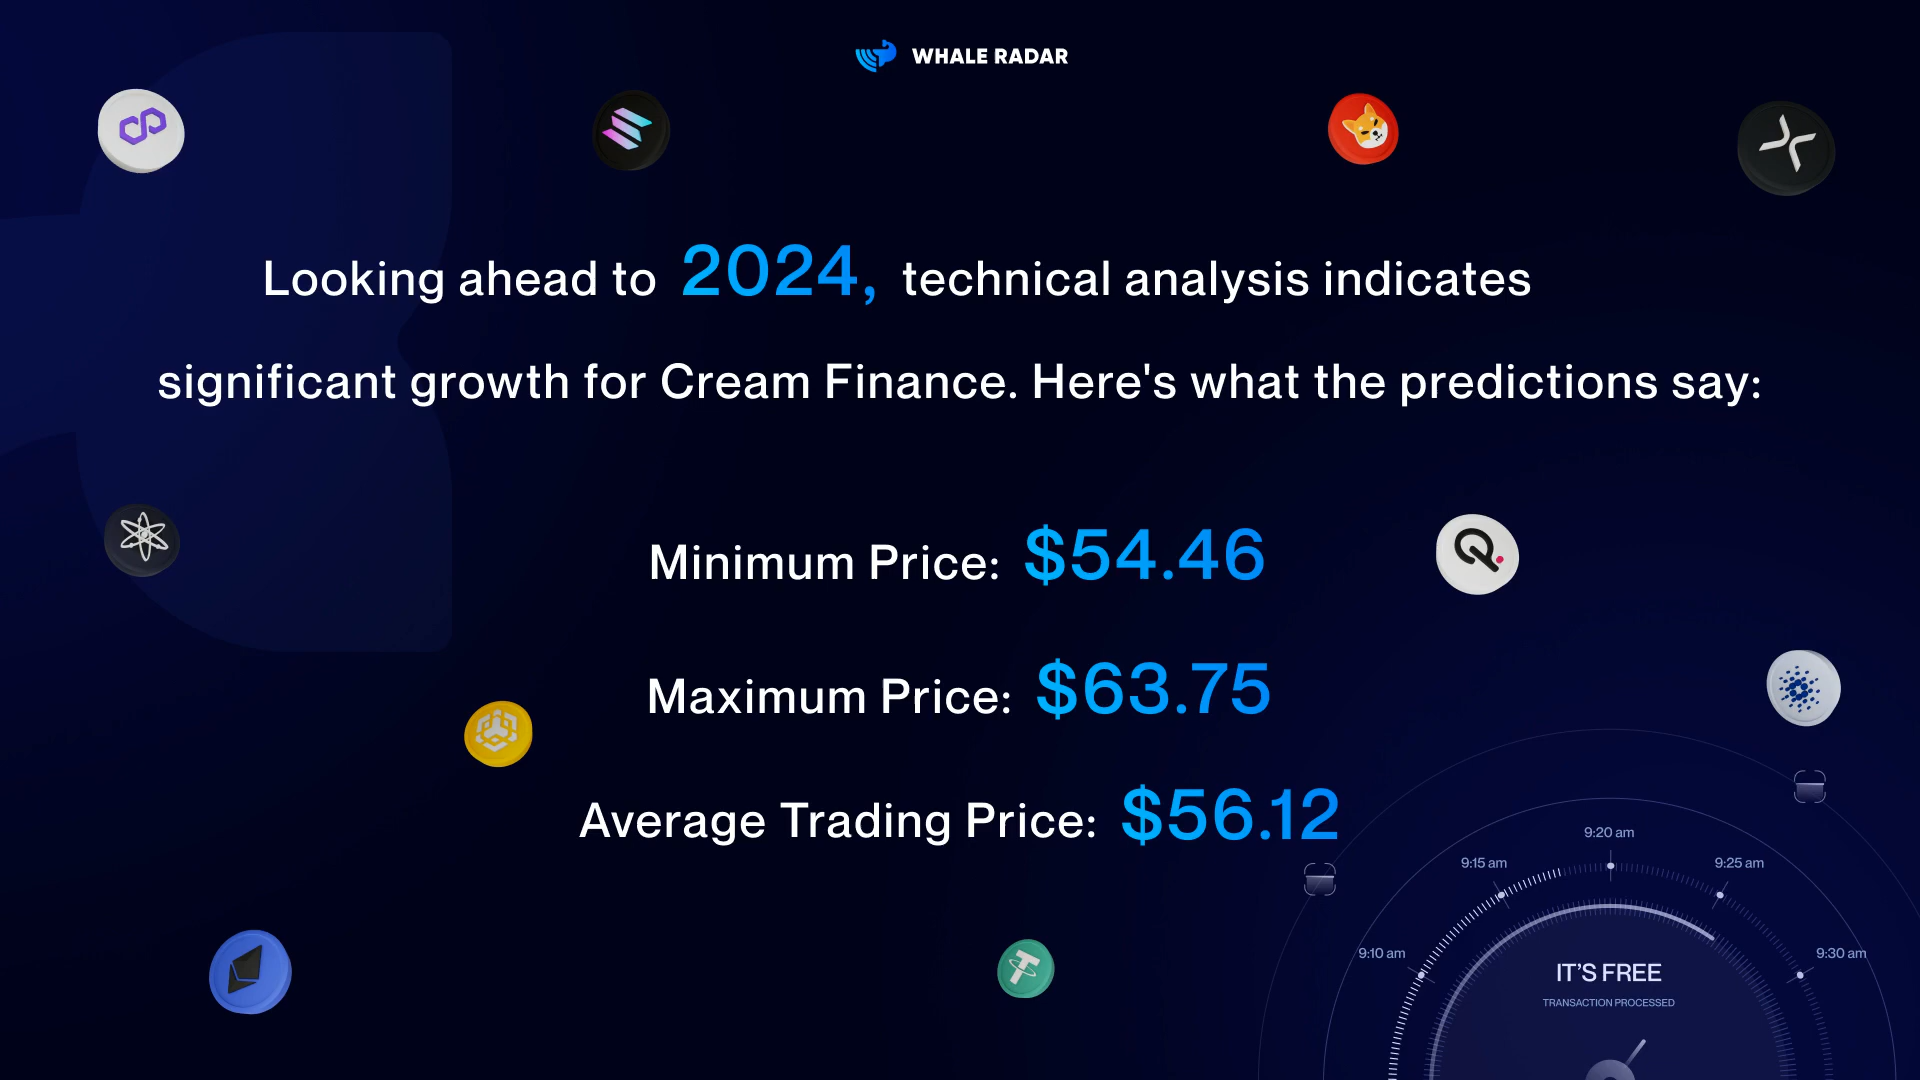 WHALE RADAR
Looking ahead to 2024, technical analysis indicates
significant growth for Cream Finance. Here's what the predictions say:
Minimum Price: $54.46
Maximum Price: $63.75
Average Trading Price: $56.12
9:20 am
9:15 am
9:25 am
9:10 am
9:30 am
IT’S FREE
TRANSACTION PROCESSED